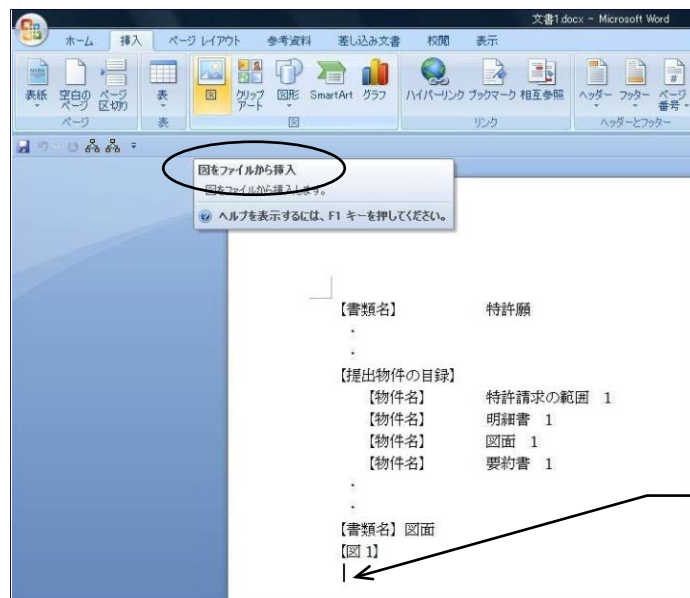 文書1.docx - Microsoft Word
ホーム 挿入 ページ レイアウト 参考資料 差し込み文書 校閲 表示
表紙 空白のページ ページ区切り 表 図 クリップアート 図形 SmartArt グラフ ハイパーリンク ブックマーク 相互参照 ヘッダー フッター ページ番号
ページ 表 図 リンク ヘッダーとフッター
図をファイルから挿入
図をファイルから挿入します。
ヘルプを表示するには、F1 キーを押してください。
【書類名】 特許願
・
・
【提出物件の目録】
【物件名】 特許請求の範囲 1
【物件名】 明細書 1
【物件名】 図面 1
【物件名】 要約書 1
・
・
【書類名】図面
【図 1】